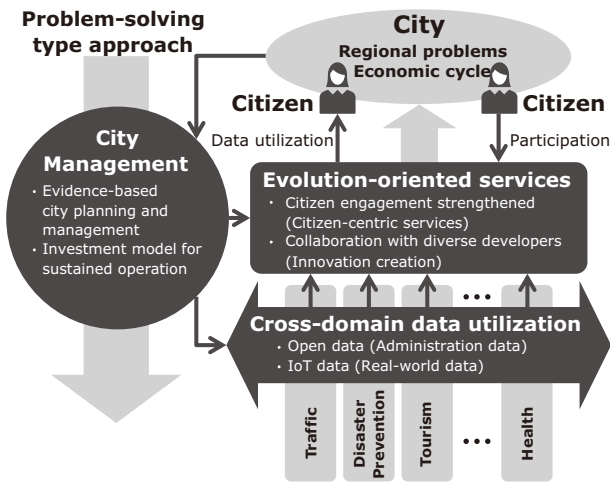 Problem-solving
type approach
City
Regional problems
Economic cycle
Citizen
Citizen
Data utilization
Participation
City
Management
・Evidence-based
city planning and
management
・Investment model for
sustained operation
Evolution-oriented services
・Citizen engagement strengthened
(Citizen-centric services)
・Collaboration with diverse developers
(Innovation creation)
...
Cross-domain data utilization
・Open data (Administration data)
・IoT data (Real-world data)
Traffic
Disaster
Prevention
Tourism
...
Health